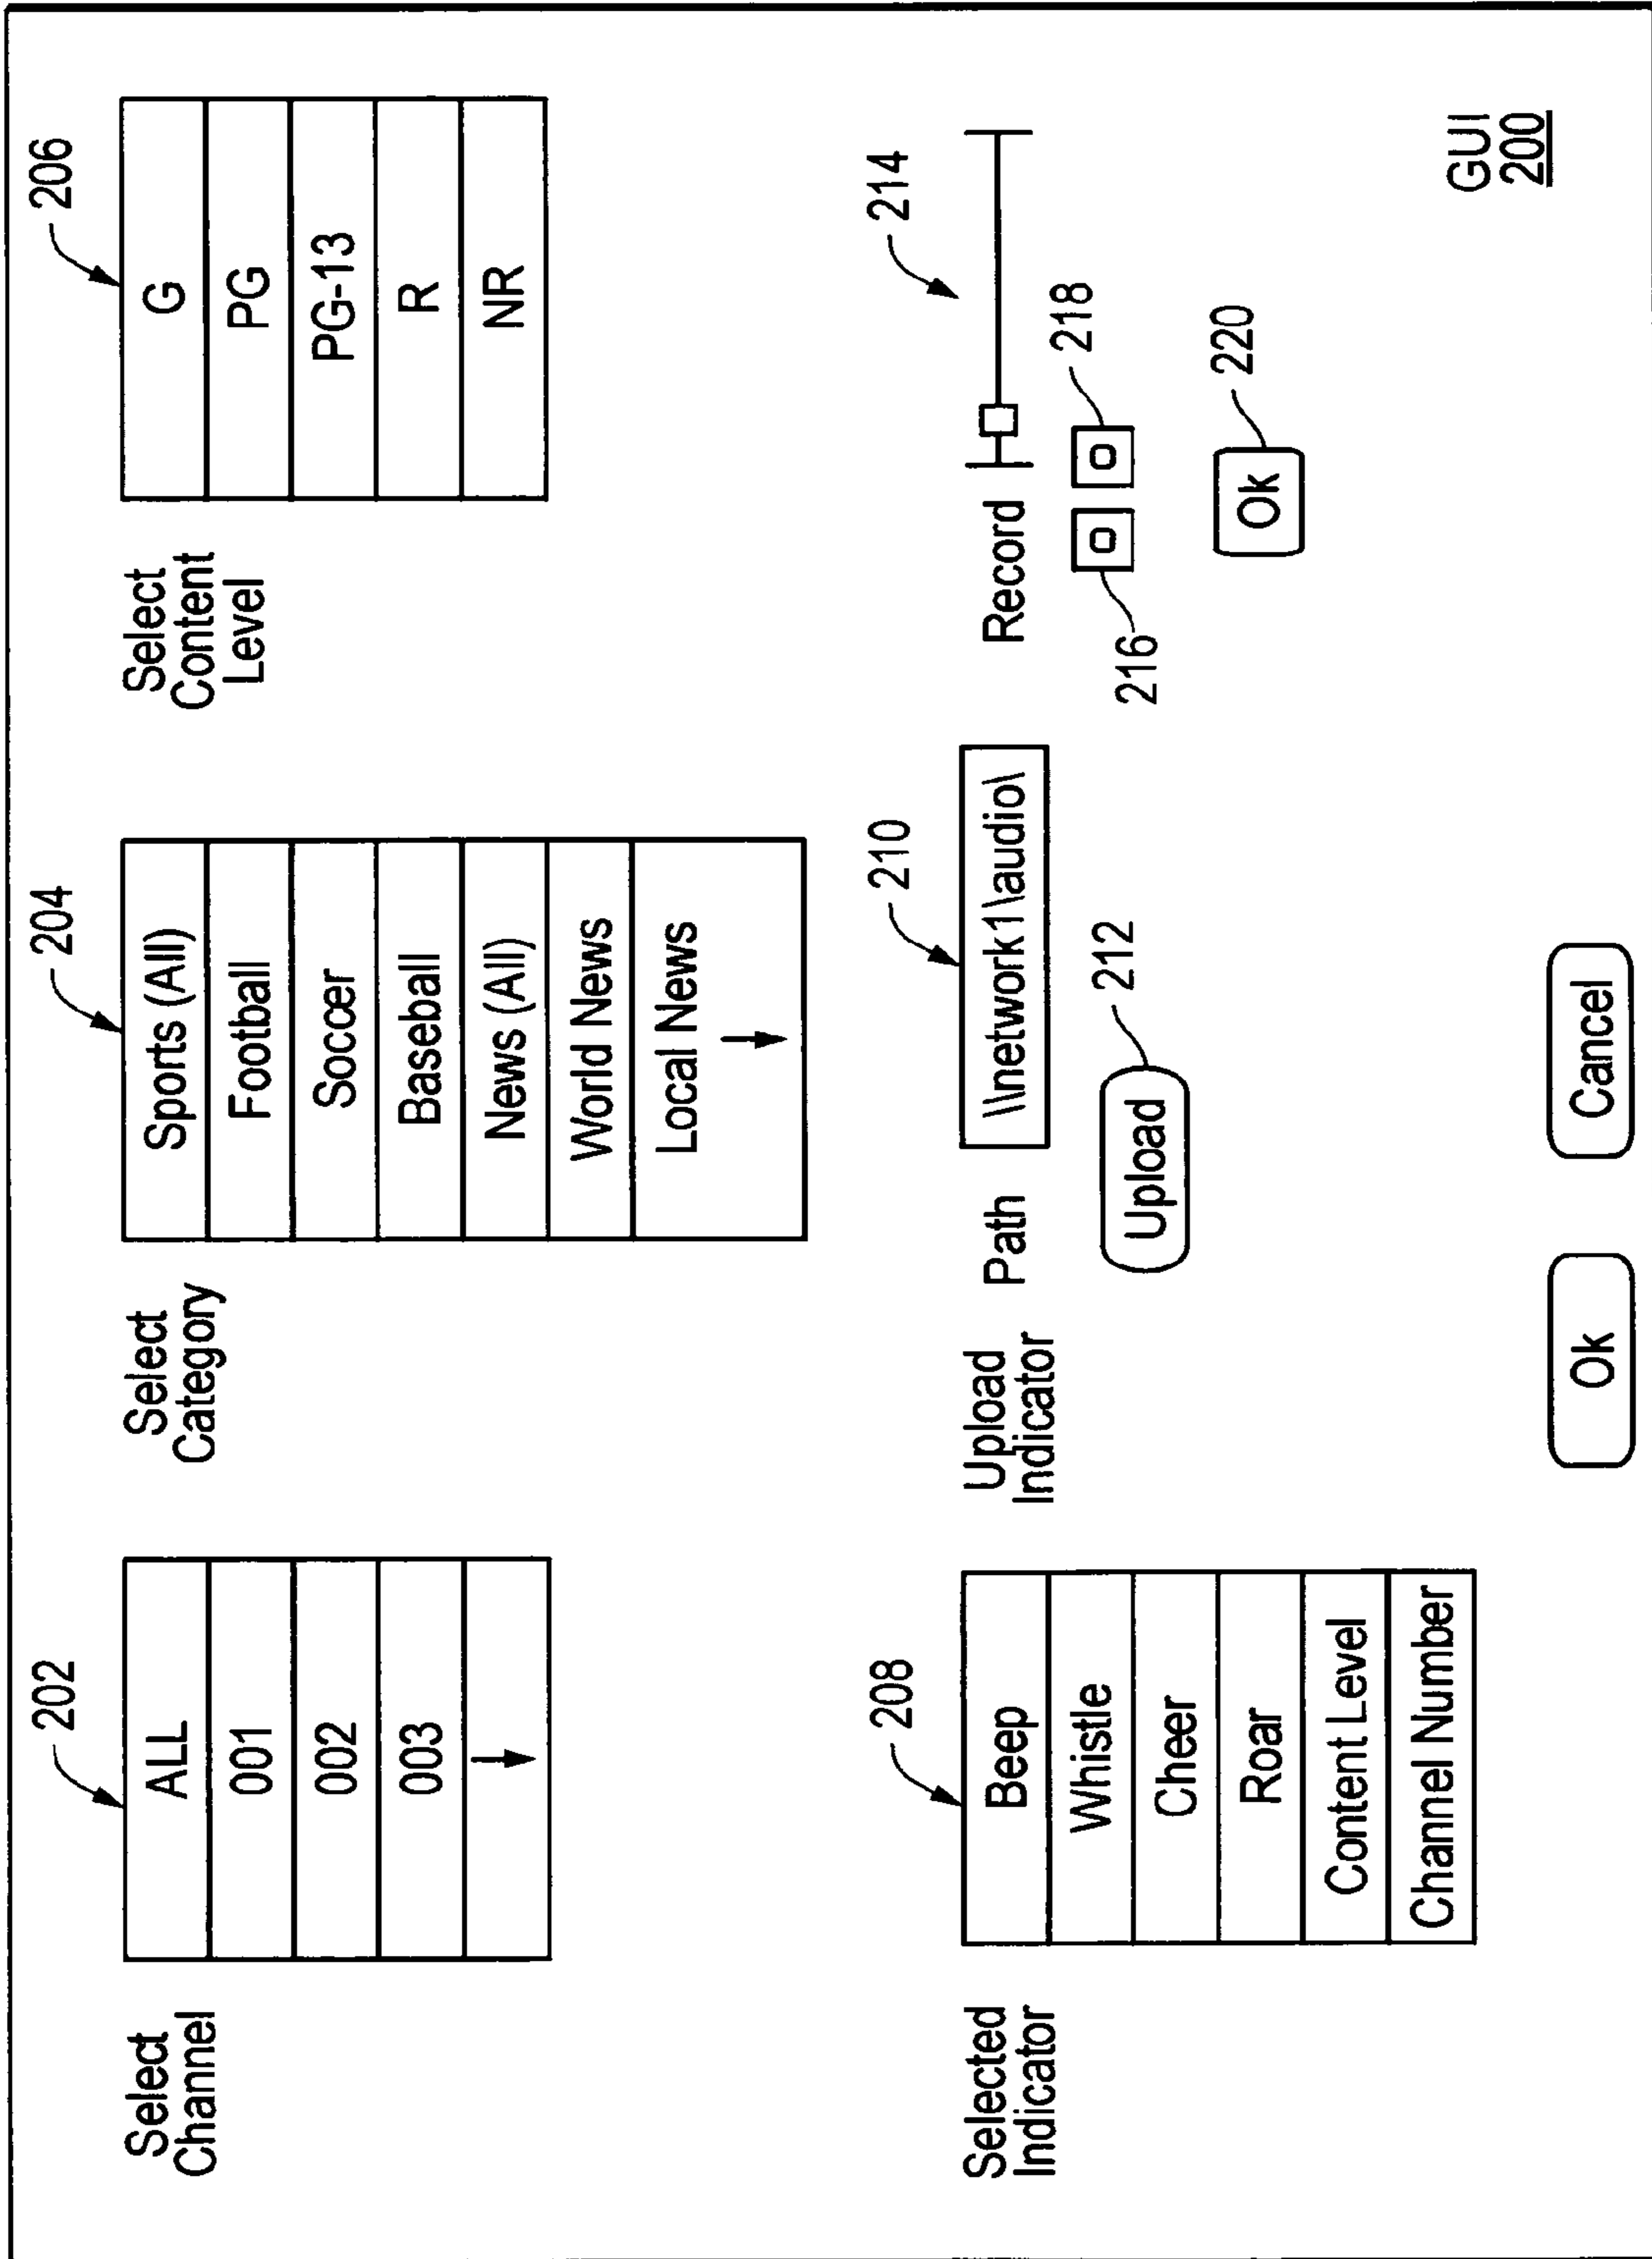 202
Select
Channel
ALL
001
002
003
204
Select
Category
Sports (All)
Football
Soccer
Baseball
News (All)
World News
Local News
206
Select
Content
Level
G
PG
PG-13
R
NR
208
Selected
Indicator
Beep
Whistle
Cheer
Roar
Content Level
Channel Number
210
Upload
Indicator
Path
\\network1\audio\
Upload
212
214
Record
216
218
Ok
220
Ok
Cancel
GUI
200